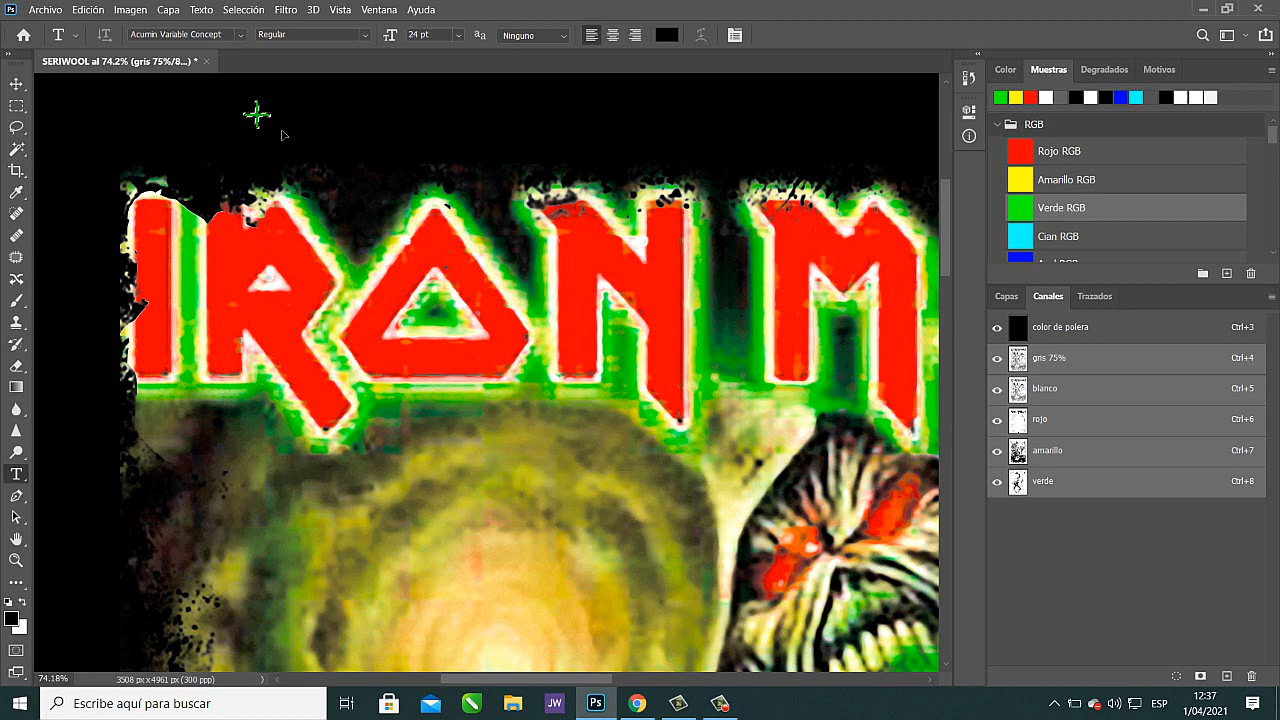 Archivo Edición Imagen Capa Texto Selección Filtro 3D Vista Ventana Ayuda
T Acumin Variable Concept Regular 24 pt Ninguno
SERIWOOL al 74.2% (gris 75%/8...) *
Color Muestras Degradados Motivos
RGB
Rojo RGB
Amarillo RGB
Verde RGB
Cian RGB
Capas Canales Trazados
Ctrl+3
gris 75% Ctrl+4
blanco Ctrl+5
rojo Ctrl+6
amarillo Ctrl+7
verde Ctrl+8
IRON M
74.18% 3508 px x 4961 px (300 ppp)
Escribe aquí para buscar
JW Ps
ESP 12:37
1/04/2021